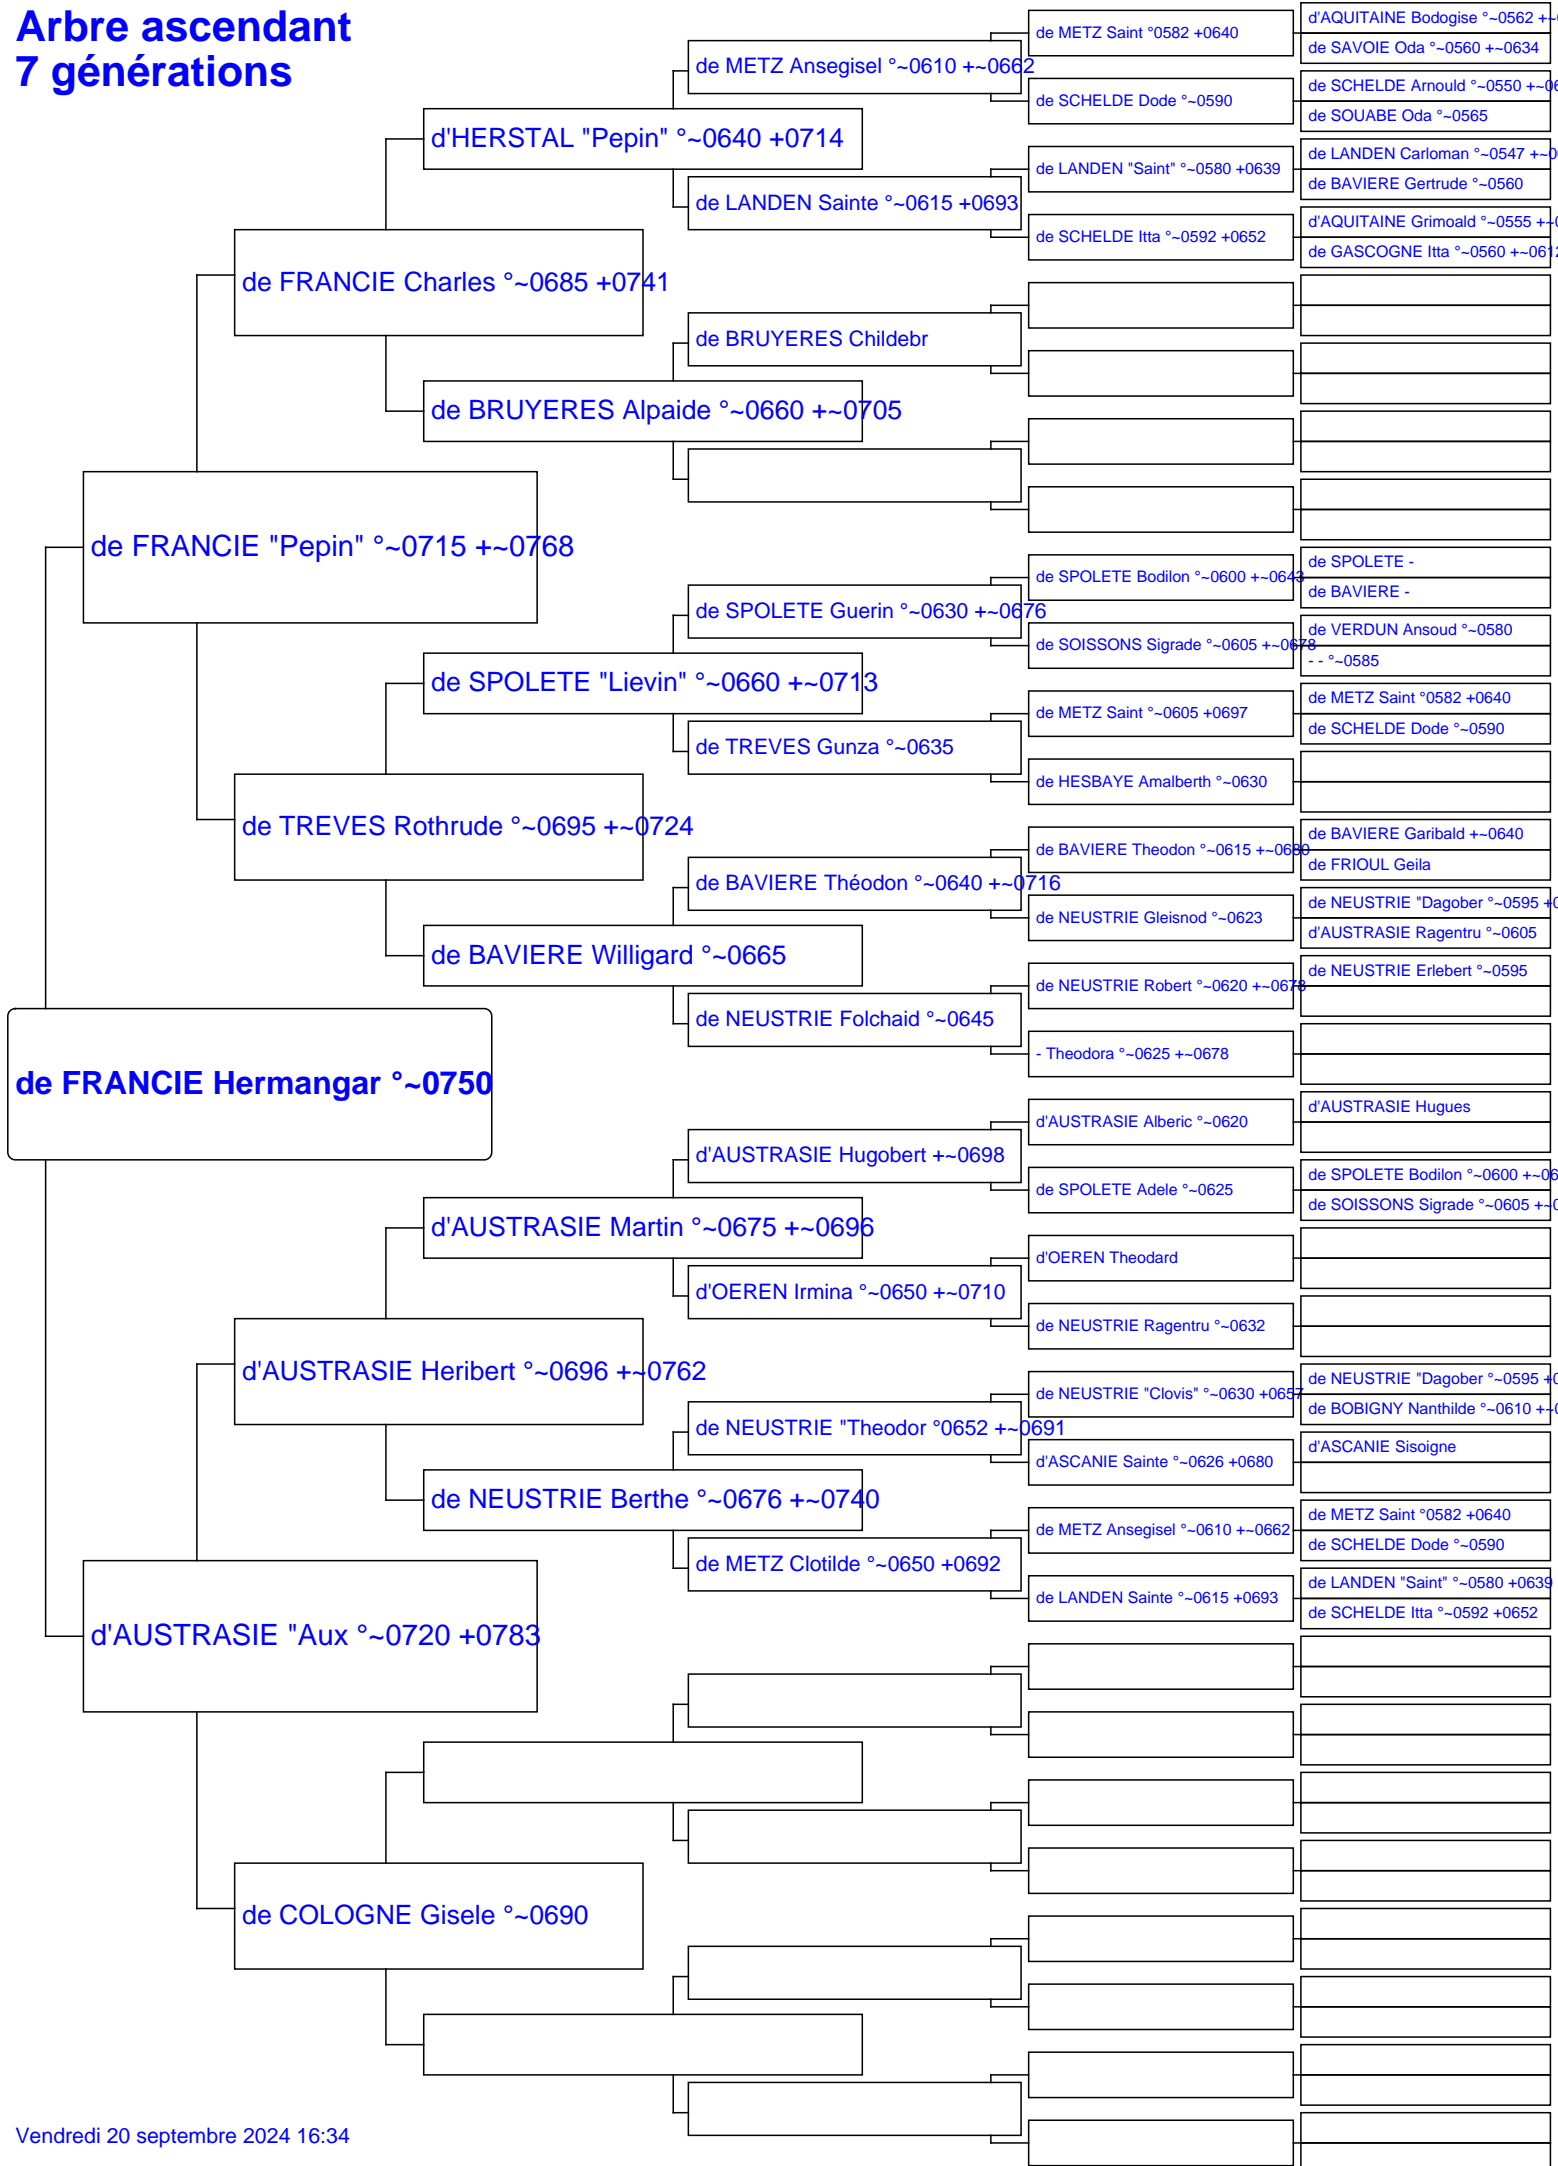 Arbre ascendant
7 générations
de FRANCIE Hermangar °~0750
de FRANCIE "Pepin" °~0715 +~0768
d'AUSTRASIE "Aux °~0720 +0783
de FRANCIE Charles °~0685 +0741
de TREVES Rothrude °~0695 +~0724
d'AUSTRASIE Heribert °~0696 +~0762
de COLOGNE Gisele °~0690
d'HERSTAL "Pepin" °~0640 +0714
de BRUYERES Alpaide °~0660 +~0705
de SPOLETE "Lievin" °~0660 +~0713
de BAVIERE Willigard °~0665
d'AUSTRASIE Martin °~0675 +~0696
de NEUSTRIE Berthe °~0676 +~0740
de METZ Ansegisel °~0610 +~0662
de LANDEN Sainte °~0615 +0693
de BRUYERES Childebr
de SPOLETE Guerin °~0630 +~0676
de TREVES Gunza °~0635
de BAVIERE Théodon °~0640 +~0716
de NEUSTRIE Folchaid °~0645
d'AUSTRASIE Hugobert +~0698
d'OEREN Irmina °~0650 +~0710
de NEUSTRIE "Theodor °0652 +~0691
de METZ Clotilde °~0650 +0692
de METZ Saint °0582 +0640
de SCHELDE Dode °~0590
de LANDEN "Saint" °~0580 +0639
de SCHELDE Itta °~0592 +0652
de SPOLETE Bodilon °~0600 +~0643
de SOISSONS Sigrade °~0605 +~0678
de METZ Saint °~0605 +0697
de HESBAYE Amalberth °~0630
de BAVIERE Theodon °~0615 +~0680
de NEUSTRIE Gleisnod °~0623
de NEUSTRIE Robert °~0620 +~0678
- Theodora °~0625 +~0678
d'AUSTRASIE Alberic °~0620
de SPOLETE Adele °~0625
d'OEREN Theodard
de NEUSTRIE Ragentru °~0632
de NEUSTRIE "Clovis" °~0630 +0657
d'ASCANIE Sainte °~0626 +0680
de METZ Ansegisel °~0610 +~0662
de LANDEN Sainte °~0615 +0693
d'AQUITAINE Bodogise °~0562 +~
de SAVOIE Oda °~0560 +~0634
de SCHELDE Arnould °~0550 +~0
de SOUABE Oda °~0565
de LANDEN Carloman °~0547 +~0
de BAVIERE Gertrude °~0560
d'AQUITAINE Grimoald °~0555 +~0
de GASCOGNE Itta °~0560 +~0612
de SPOLETE -
de BAVIERE -
de VERDUN Ansoud °~0580
- - °~0585
de METZ Saint °0582 +0640
de SCHELDE Dode °~0590
de BAVIERE Garibald +~0640
de FRIOUL Geila
de NEUSTRIE "Dagober °~0595 +0
d'AUSTRASIE Ragentru °~0605
de NEUSTRIE Erlebert °~0595
d'AUSTRASIE Hugues
de SPOLETE Bodilon °~0600 +~06
de SOISSONS Sigrade °~0605 +~0
de NEUSTRIE "Dagober °~0595 +0
de BOBIGNY Nanthilde °~0610 +~0
d'ASCANIE Sisoigne
de METZ Saint °0582 +0640
de SCHELDE Dode °~0590
de LANDEN "Saint" °~0580 +0639
de SCHELDE Itta °~0592 +0652
Vendredi 20 septembre 2024 16:34